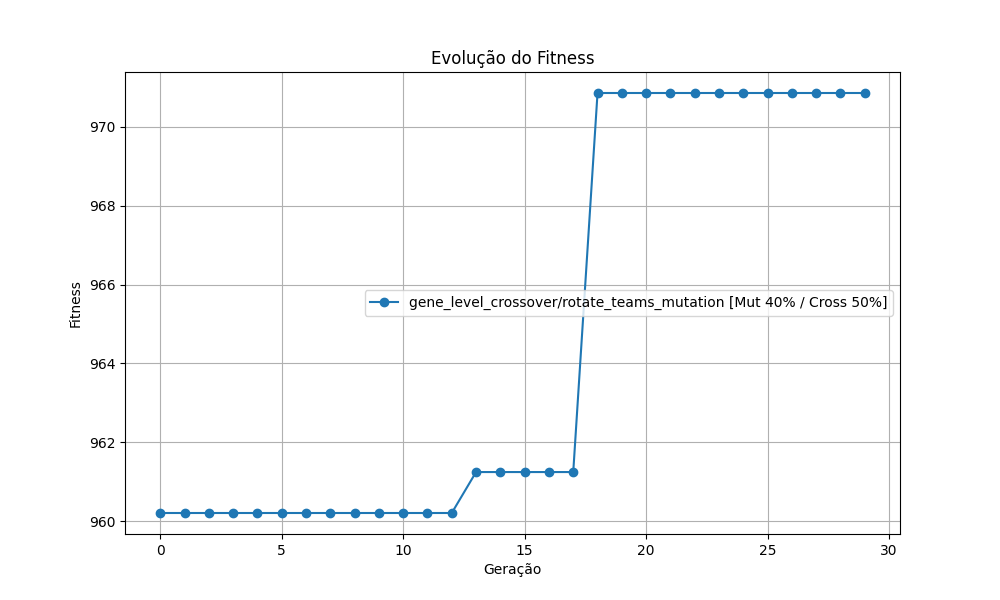 Evolução do Fitness
Fitness
970
968
966
964
962
960
gene_level_crossover/rotate_teams_mutation [Mut 40% / Cross 50%]
0 5 10 15 20 25 30
Geração